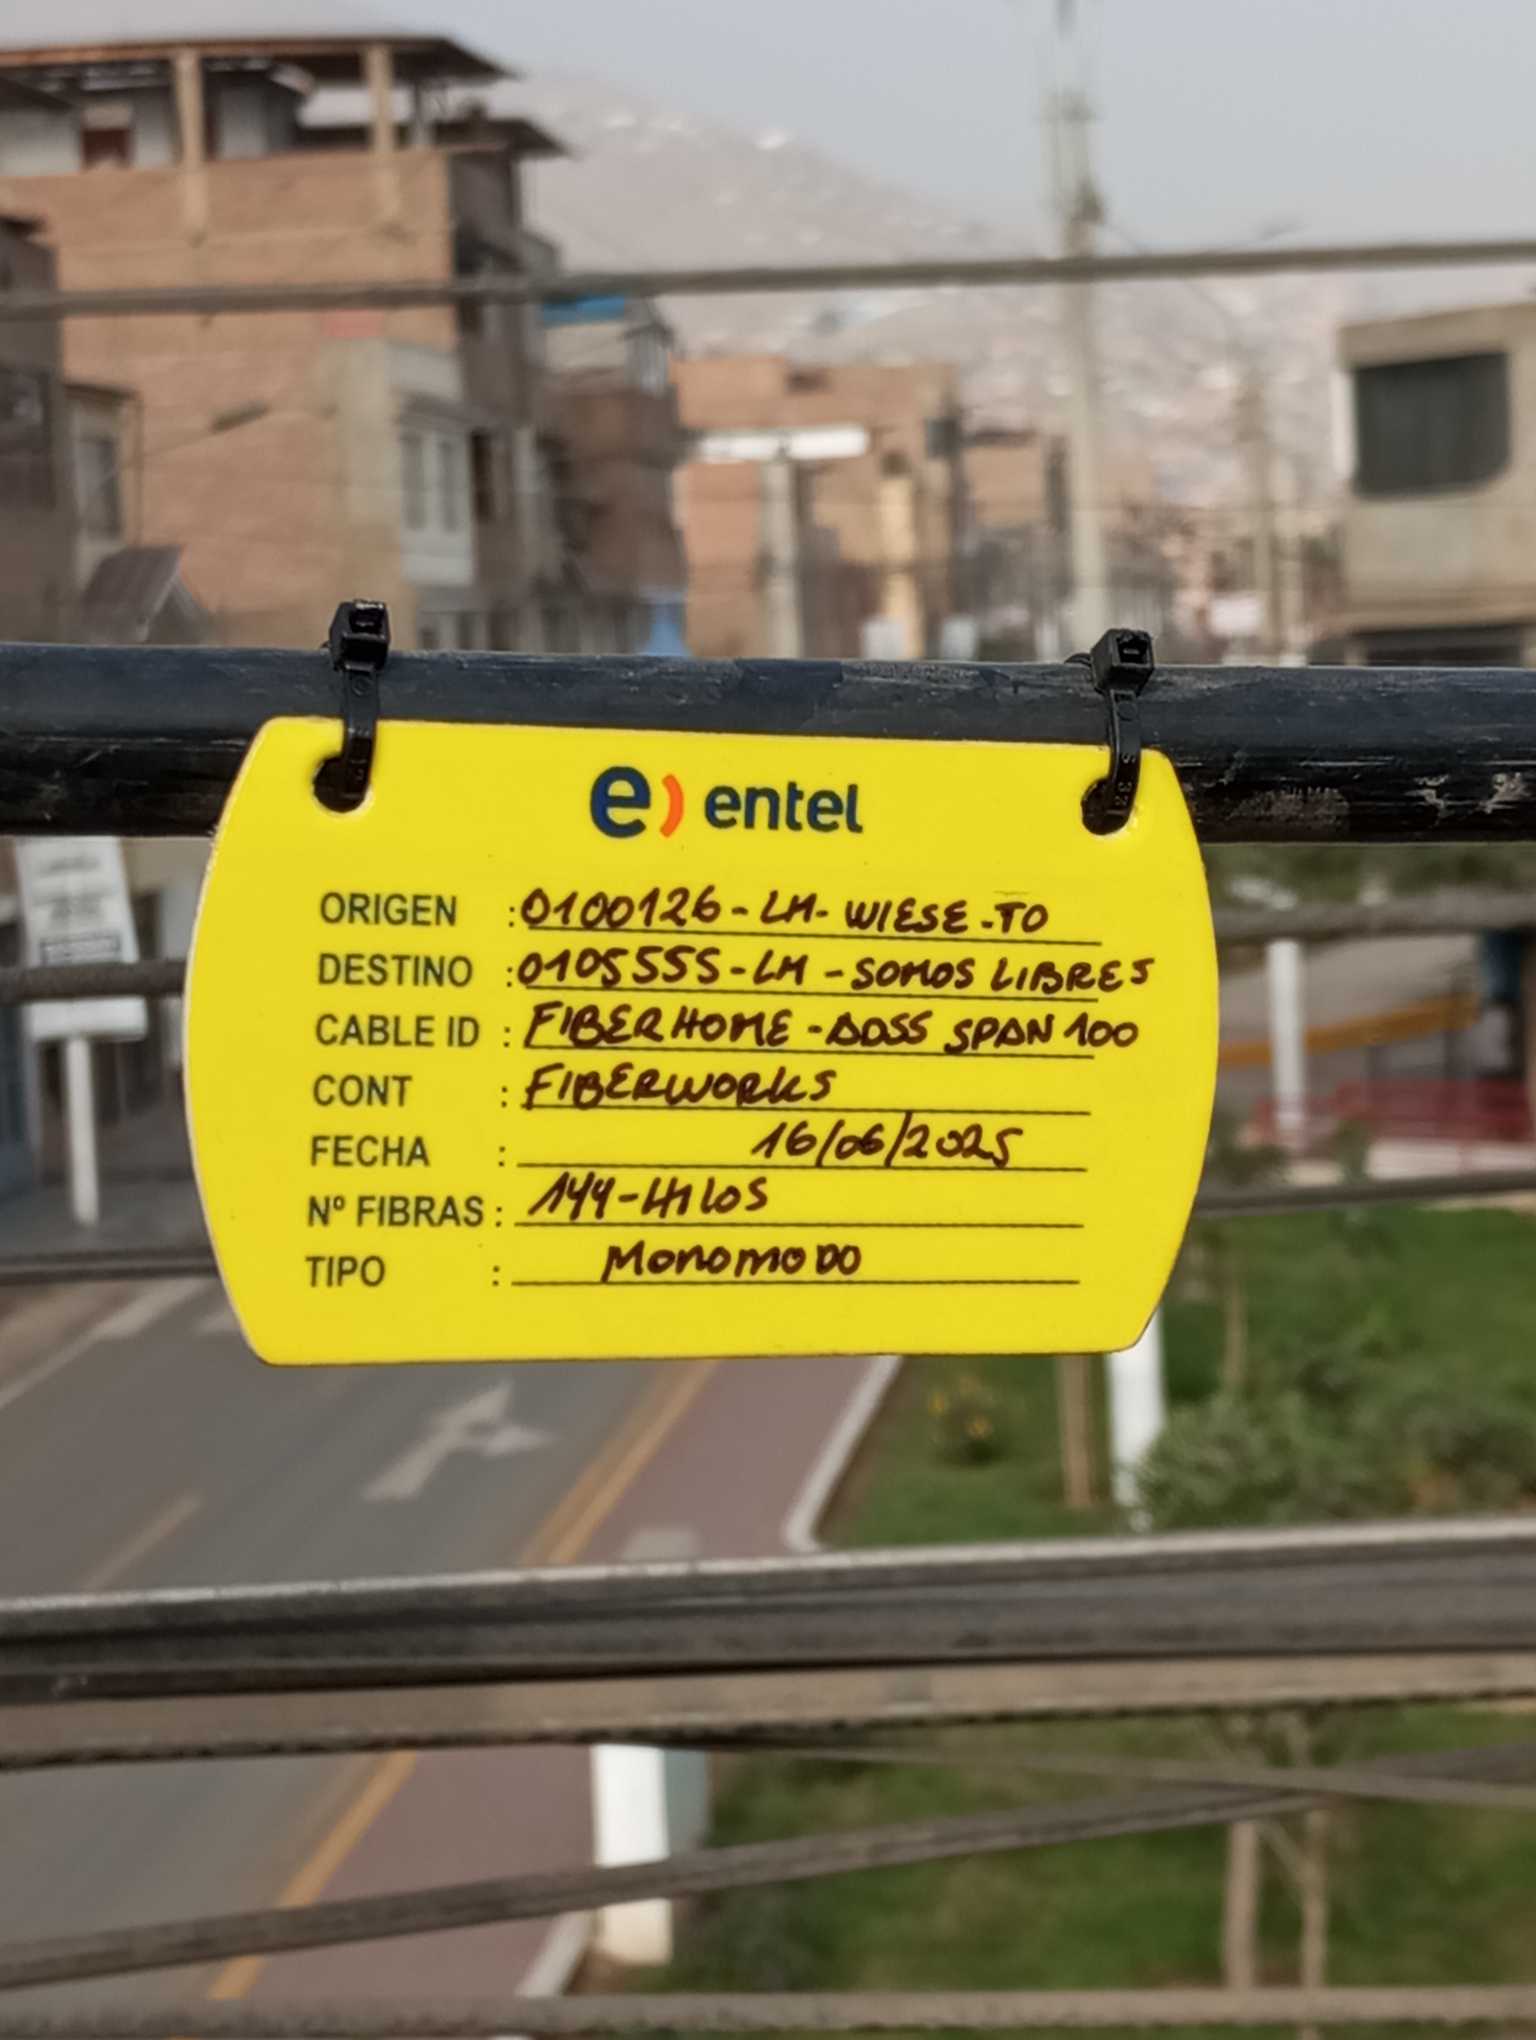 e) entel
ORIGEN : 0100126 - LM - WIESE - TO
DESTINO : 0105555 - LM - SOMOS LIBRES
CABLE ID : FIBERHOME - ADSS SPAN 100
CONT : FIBERWORKS
FECHA : 16/06/2025
Nº FIBRAS : 144 - HILOS
TIPO : MONOMODO